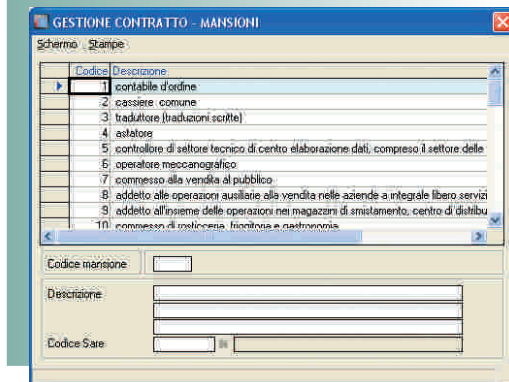 GESTIONE CONTRATTO - MANSIONI
Schermo Stampe
Codice Descrizione
1 contabile d'ordine
2 cassiere comune
3 traduttore (traduzioni scritte)
4 astatore
5 controllore di settore tecnico di centro elaborazione dati, compreso il settore delle
6 operatore meccanografico
7 commesso alla vendita al pubblico
8 addetto alle operazioni ausiliarie alla vendita nelle aziende a integrale libero servizi
9 addetto all'insieme delle operazioni nei magazzini di smistamento, centro di distribu
10 commesso di rosticceria, friggitoria e gastronomia
Codice mansione
Descrizione
Codice Sare